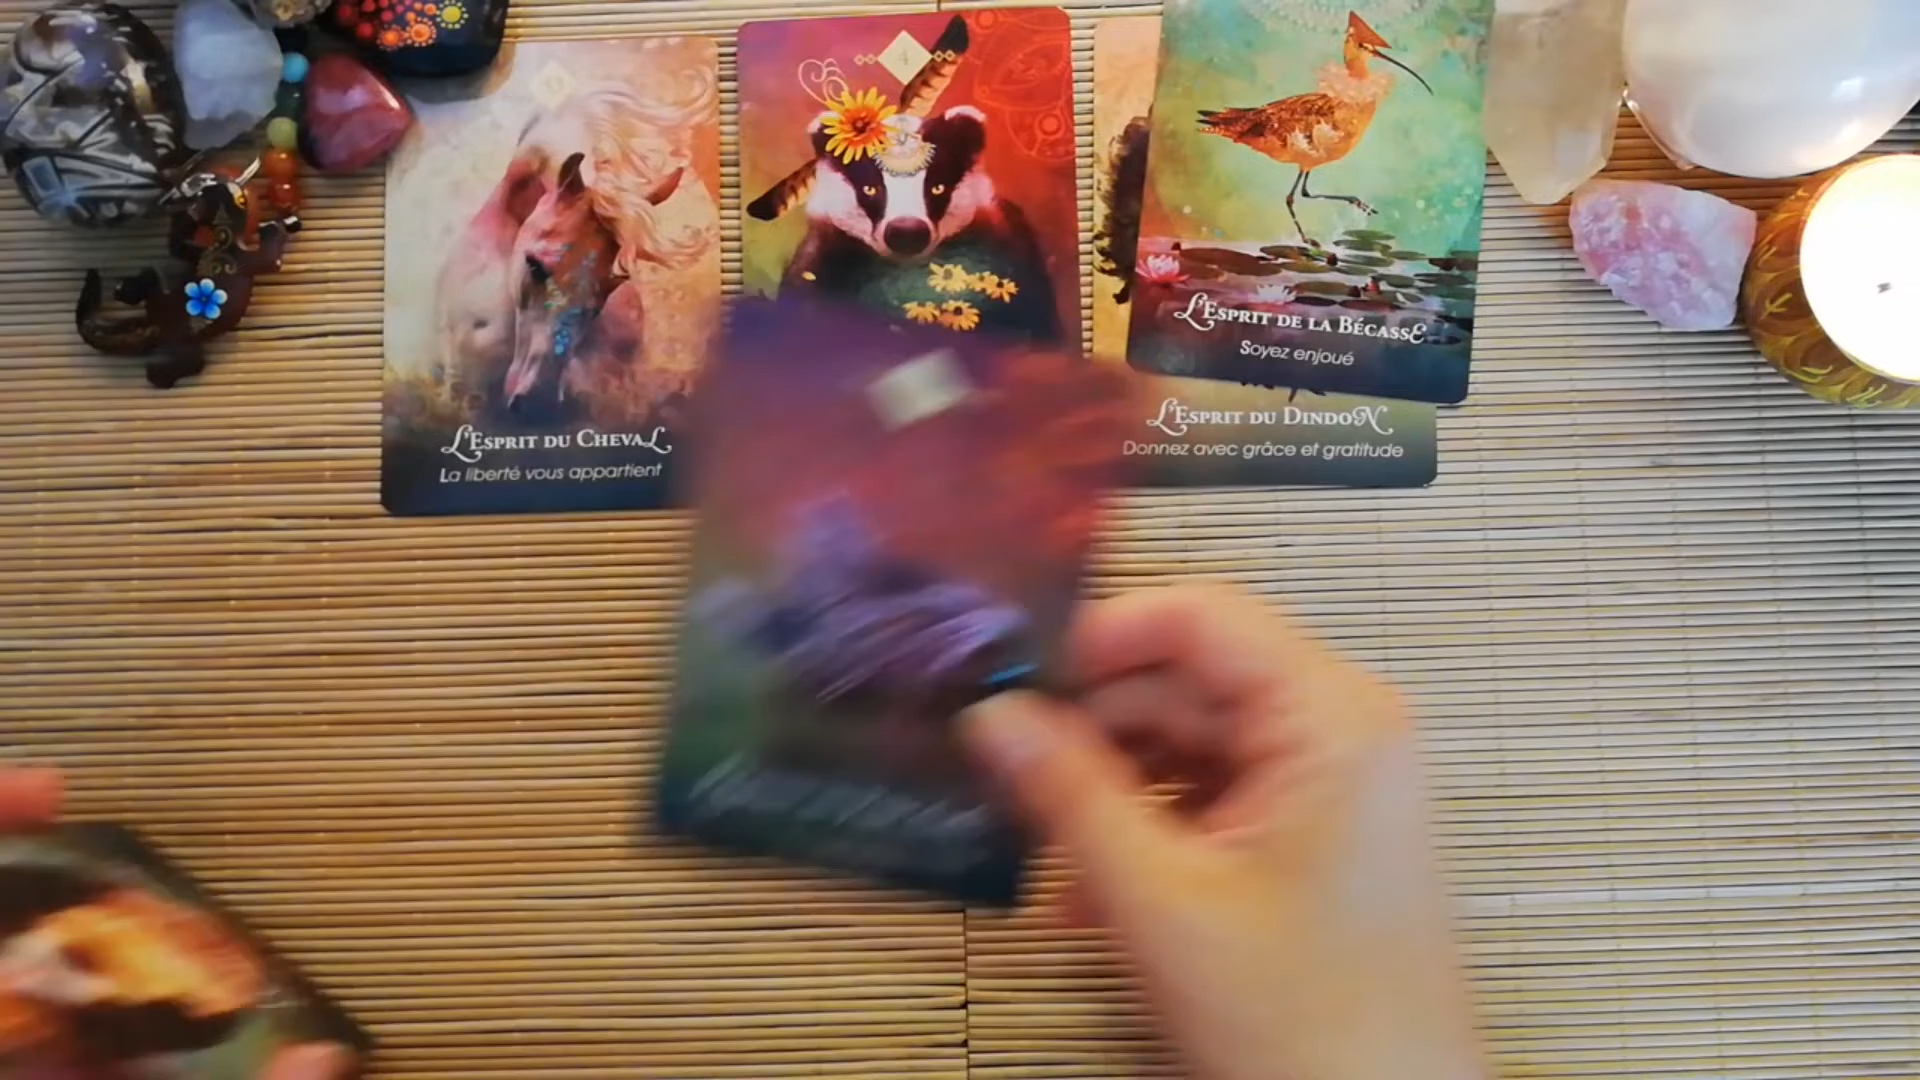 4
L'ESPRIT DE LA BÉCASSE
Soyez enjoué
L'ESPRIT DU CHEVAL
La liberté vous appartient
L'ESPRIT DU DINDON
Donnez avec grâce et gratitude